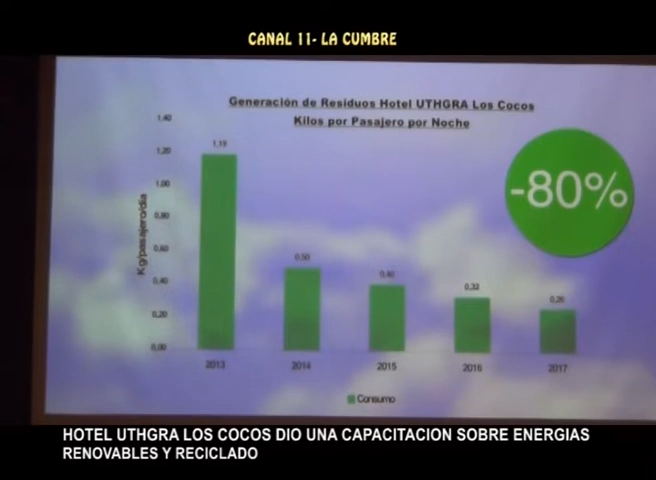 CANAL 11- LA CUMBRE
Generación de Residuos Hotel UTHGRA Los Cocos
Kilos por Pasajero por Noche
-80%
Kg/pasajero/día
1,40
1,20
1,00
0,80
0,60
0,40
0,20
0,00
1,19
0,50
0,40
0,32
2013
2014
2015
2016
2017
Consumo
HOTEL UTHGRA LOS COCOS DIO UNA CAPACITACION SOBRE ENERGIAS
RENOVABLES Y RECICLADO